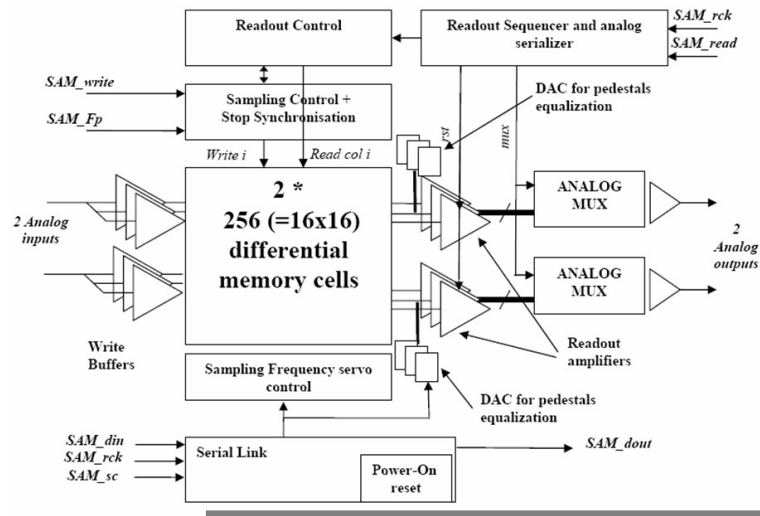 Readout Control
Readout Sequencer and analog
serializer
SAM_rck
SAM_read
SAM_write
SAM_Fp
Sampling Control +
Stop Synchronisation
DAC for pedestals
equalization
Write i
Read col i
rst
mux
2 *
256 (=16x16)
differential
memory cells
2 Analog
inputs
ANALOG
MUX
ANALOG
MUX
2
Analog
outputs
Write
Buffers
Readout
amplifiers
Sampling Frequency servo
control
DAC for pedestals
equalization
SAM_din
SAM_rck
SAM_sc
Serial Link
Power-On
reset
SAM_dout